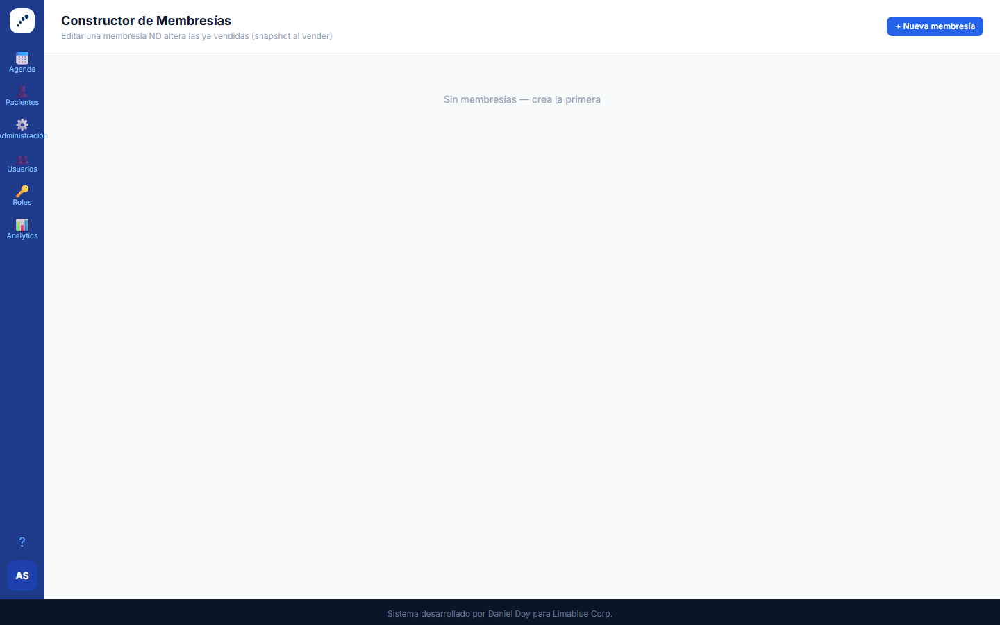 Constructor de Membresías
Editar una membresía NO altera las ya vendidas (snapshot al vender)
+ Nueva membresía
Agenda
Pacientes
Administración
Usuarios
Roles
Analytics
Sin membresías — crea la primera
?
AS
Sistema desarrollado por Daniel Doy para Limablue Corp.